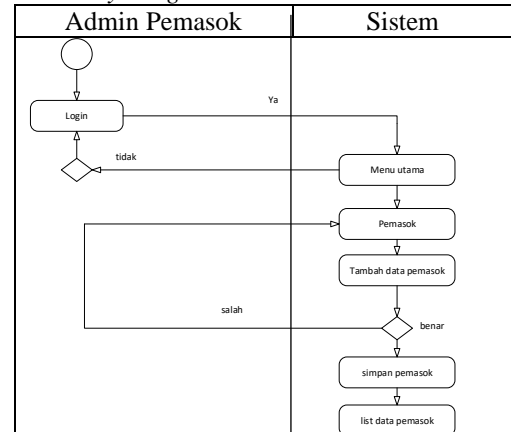 Admin Pemasok
Sistem
Login
Ya
tidak
Menu utama
Pemasok
Tambah data pemasok
salah
benar
simpan pemasok
list data pemasok